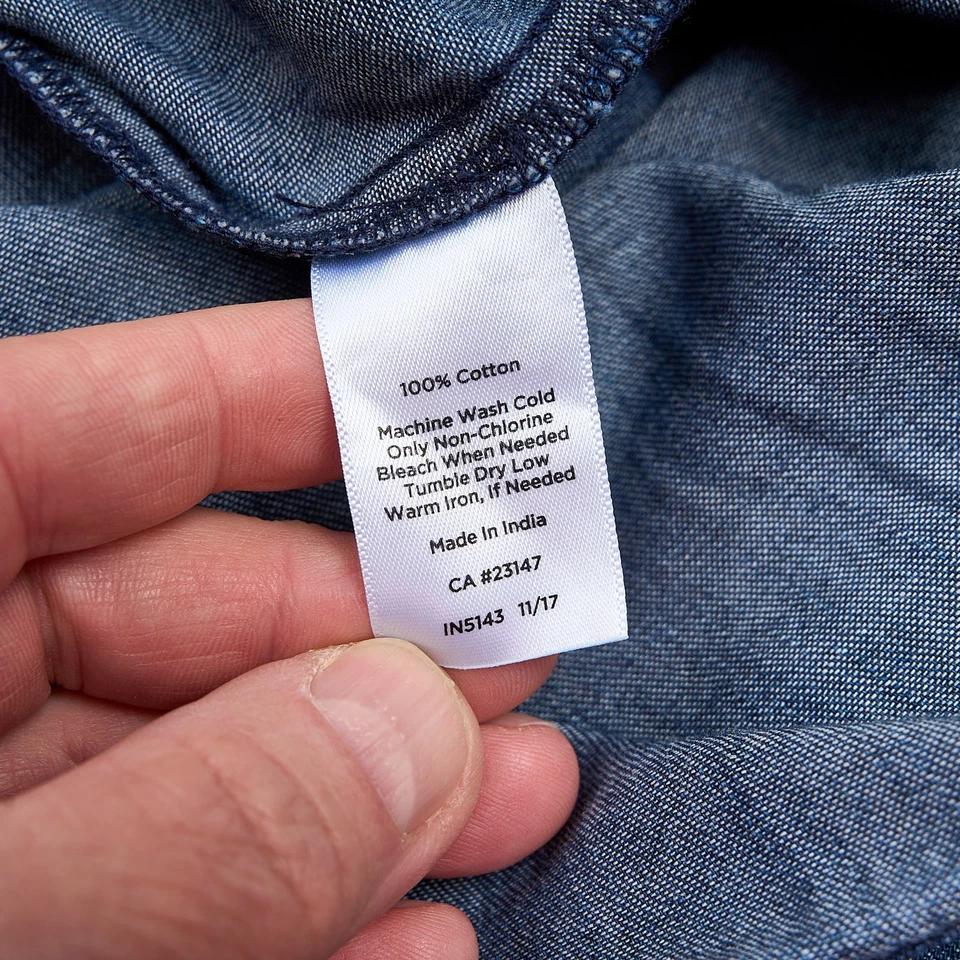 100% Cotton
Machine Wash Cold
Only Non-Chlorine
Bleach When Needed
Tumble Dry Low
Warm Iron, If Needed
Made In India
CA #23147
IN5143 11/17